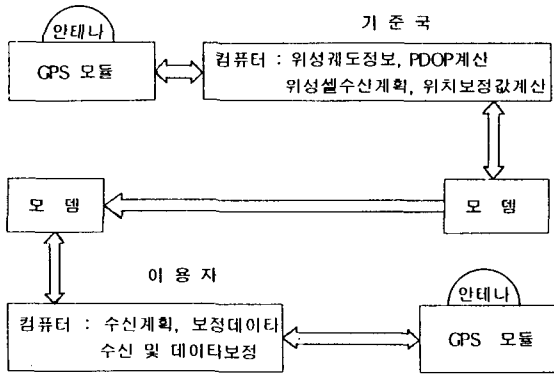 기 준 국
안테나
GPS 모듈
컴퓨터 : 위성궤도정보, PDOP계산
위성셀수신계획, 위치보정값계산
모 뎀
모 뎀
이 용 자
컴퓨터 : 수신계획, 보정데이타
수신 및 데이타보정
안테나
GPS 모듈